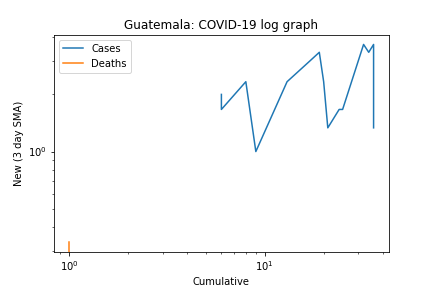 Guatemala: COVID-19 log graph
Cases
Deaths
New (3 day SMA)
10⁰
10⁰
10¹
Cumulative